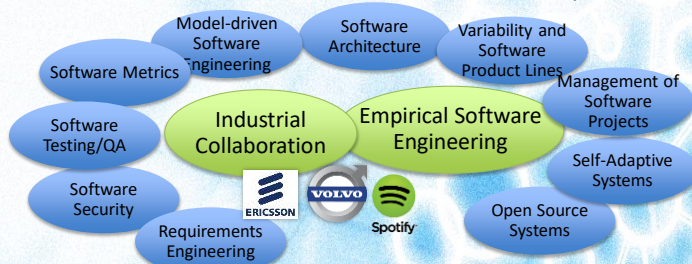 Model-driven
Software
Engineering
Software
Architecture
Variability and
Software
Product Lines
Software Metrics
Management of
Software
Projects
Industrial
Collaboration
Empirical Software
Engineering
Software
Testing/QA
Self-Adaptive
Systems
Software
Security
ERICSSON
VOLVO
Spotify
Open Source
Systems
Requirements
Engineering